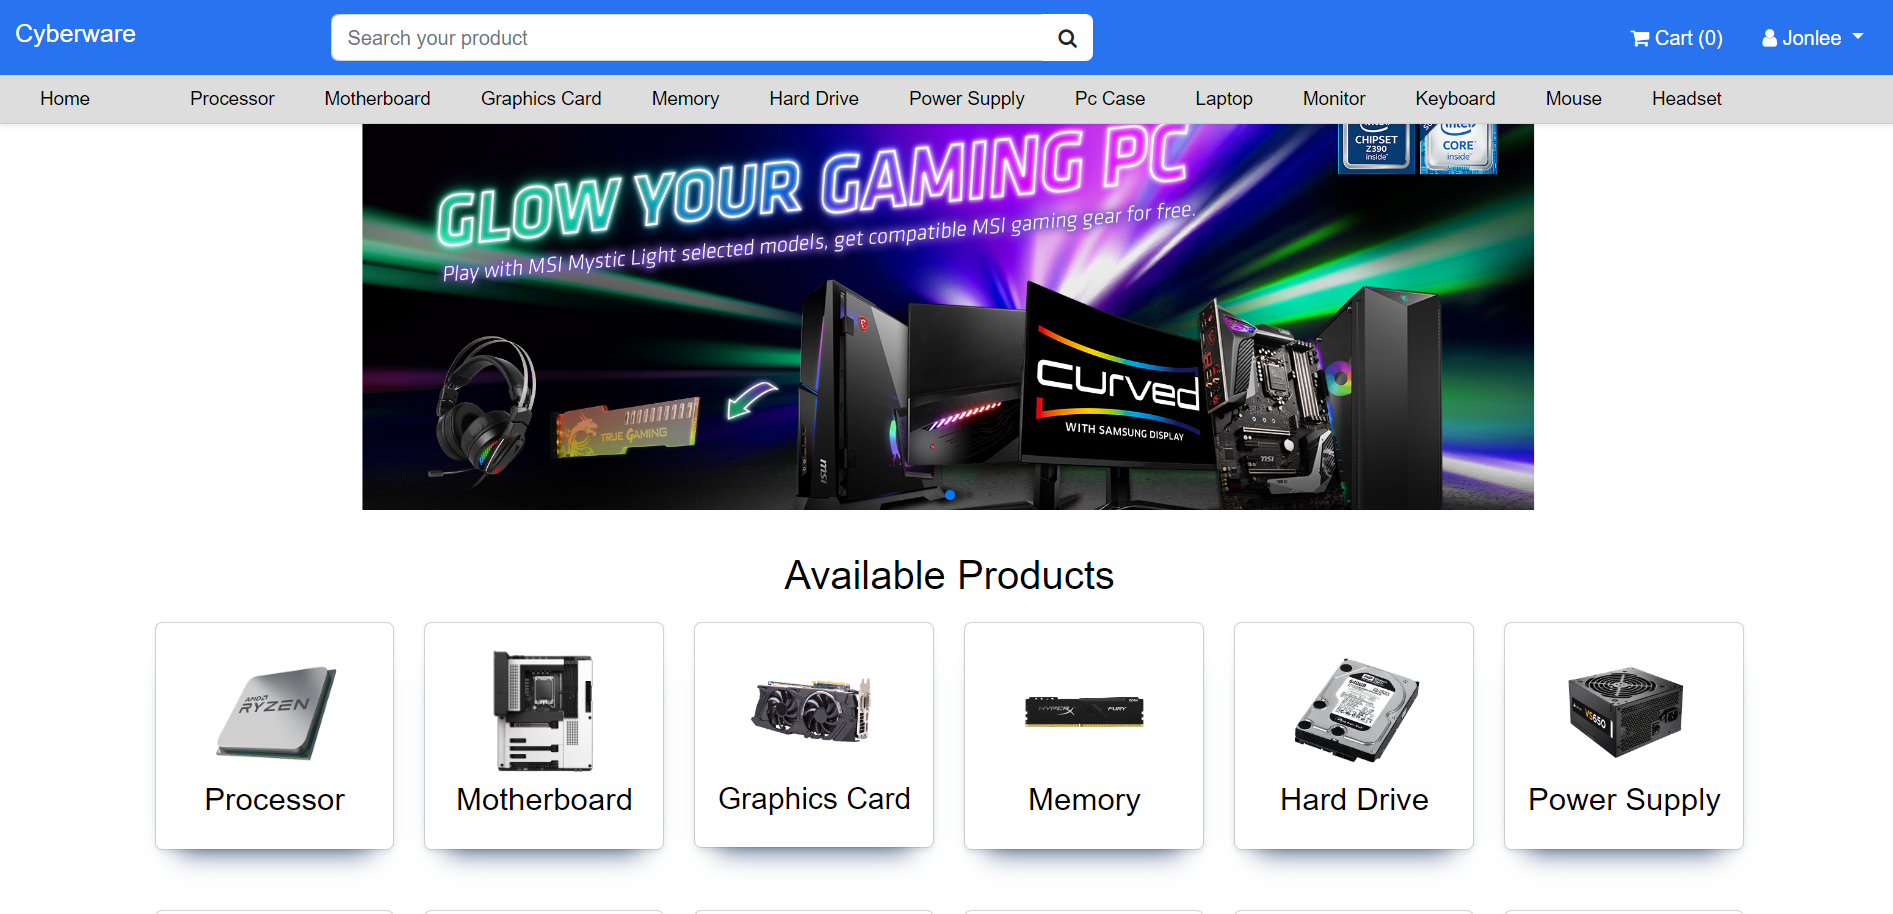 Cyberware
Search your product
Cart (0)
Jonlee
Home
Processor
Motherboard
Graphics Card
Memory
Hard Drive
Power Supply
Pc Case
Laptop
Monitor
Keyboard
Mouse
Headset
GLOW YOUR GAMING PC
Play with MSI Mystic Light selected models, get compatible MSI gaming gear for free.
CHIPSET
Z390
inside
CORE
inside
TRUE GAMING
msi
CURVED
WITH SAMSUNG DISPLAY
msi
Available Products
AMD
RYZEN
HYPERX
FURY
640GB
VS650
Processor
Motherboard
Graphics Card
Memory
Hard Drive
Power Supply